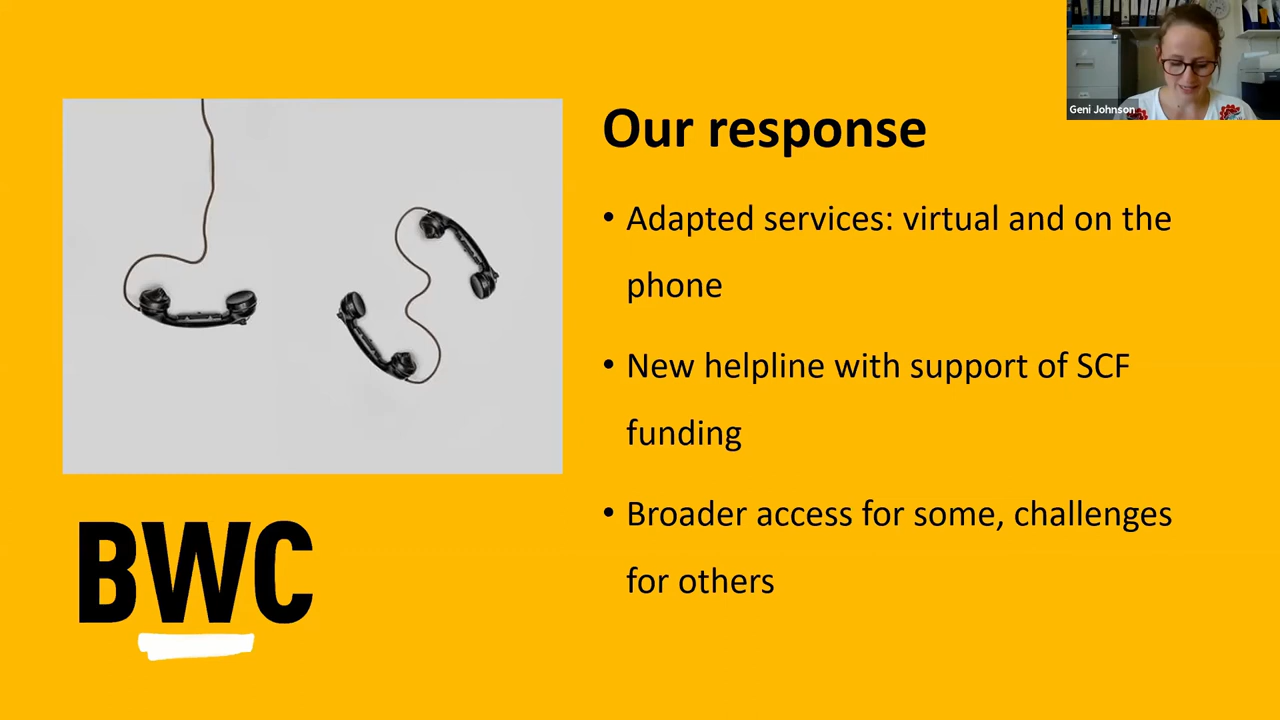 Geni Johnson
Our response
• Adapted services: virtual and on the
phone
• New helpline with support of SCF
funding
• Broader access for some, challenges
for others
BWC